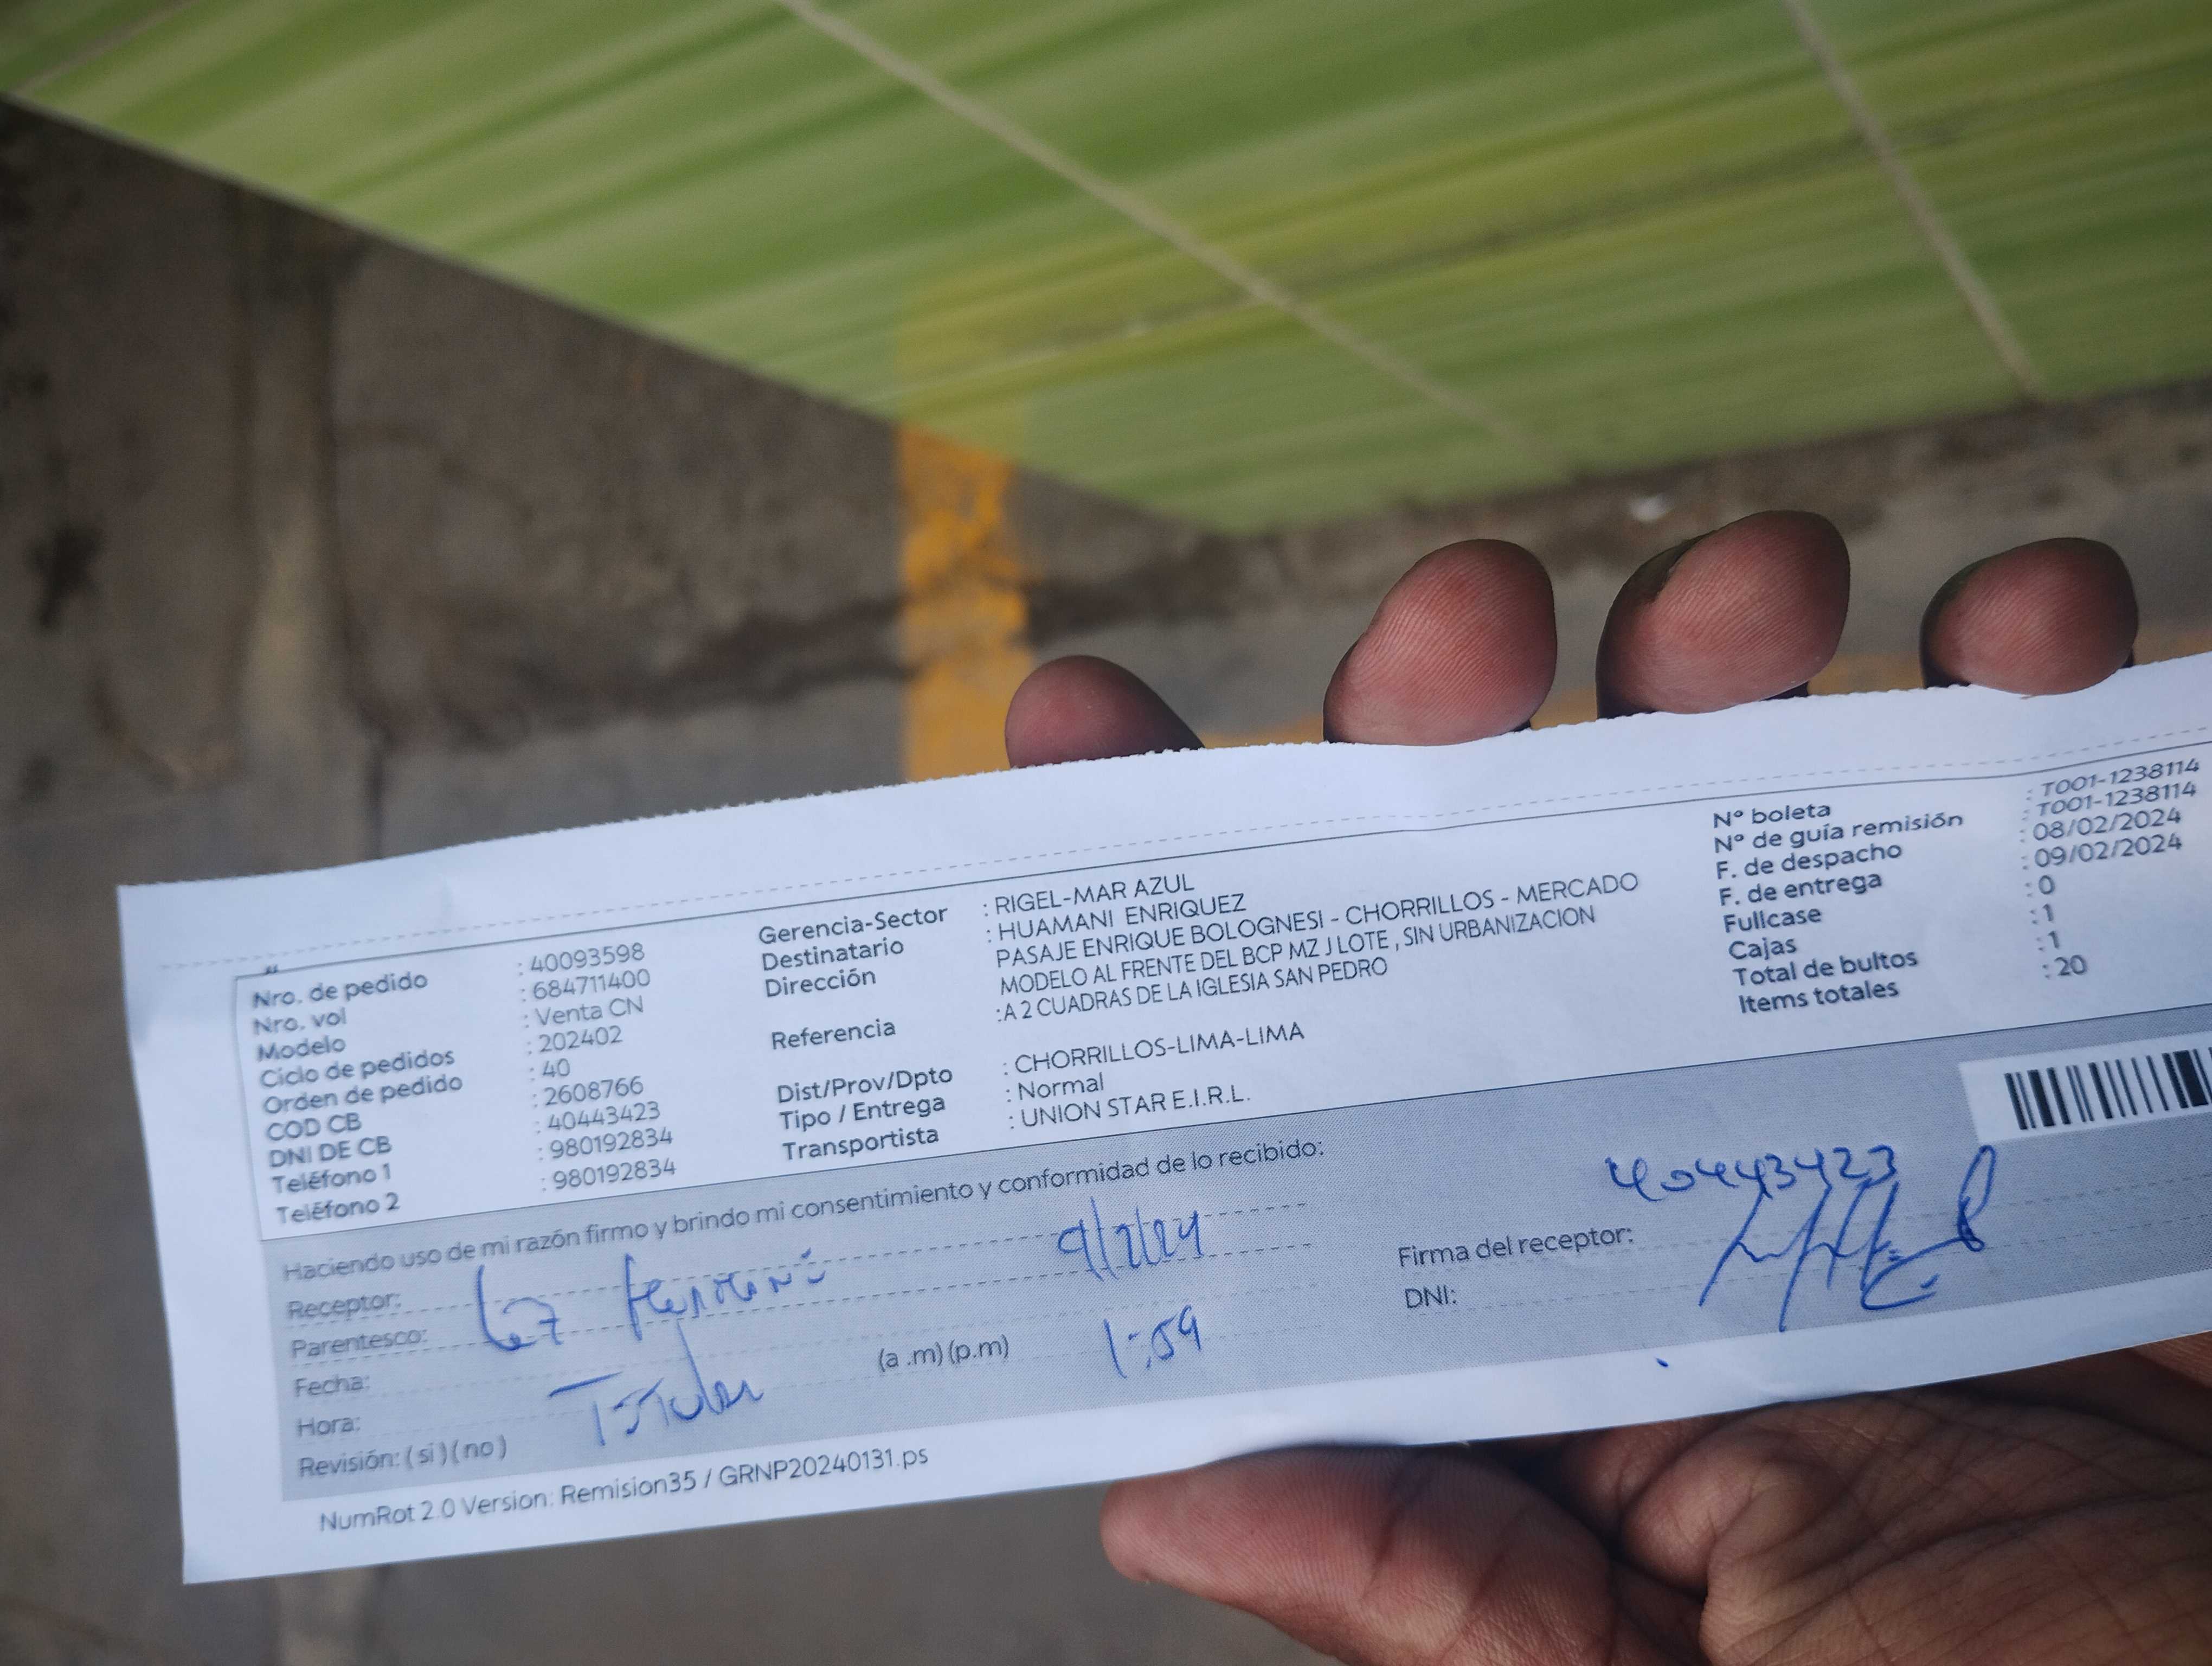 Nro. de pedido : 40093598
Nro. vol : 684711400
Modelo : Venta CN
Ciclo de pedidos : 202402
Orden de pedido : 40
COD CB : 2608766
DNI DE CB : 40443423
Teléfono 1 : 980192834
Teléfono 2 : 980192834
Gerencia-Sector : RIGEL-MAR AZUL
Destinatario : HUAMANI ENRIQUEZ
Dirección PASAJE ENRIQUE BOLOGNESI - CHORRILLOS - MERCADO
MODELO AL FRENTE DEL BCP MZ J LOTE , SIN URBANIZACION
Referencia :A 2 CUADRAS DE LA IGLESIA SAN PEDRO
Dist/Prov/Dpto : CHORRILLOS-LIMA-LIMA
Tipo / Entrega : Normal
Transportista : UNION STAR E.I.R.L.
Nº boleta : T001-1238114
Nº de guía remisión : T001-1238114
F. de despacho : 08/02/2024
F. de entrega : 09/02/2024
Fullcase : 0
Cajas : 1
Total de bultos : 1
Items totales : 20
Haciendo uso de mi razón firmo y brindo mi consentimiento y conformidad de lo recibido:
Receptor:
Parentesco:
Fecha: 9/2/24
Hora: (a .m) (p.m) 1:59
Revisión: ( si ) ( no ) Titular
40443423
Firma del receptor:
DNI:
NumRot 2.0 Version: Remision35 / GRNP20240131.ps